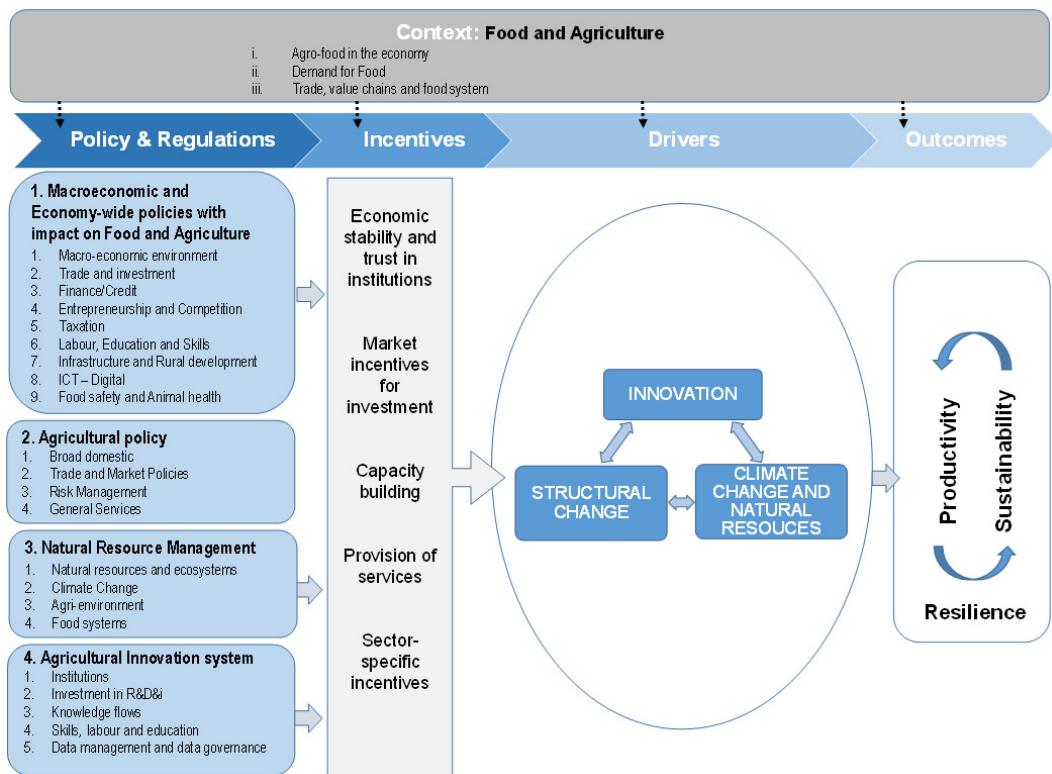 Context: Food and Agriculture
i. Agro-food in the economy
ii. Demand for Food
iii. Trade, value chains and food system
Policy & Regulations
Incentives
Drivers
Outcomes
1. Macroeconomic and
Economy-wide policies with
impact on Food and Agriculture
1. Macro-economic environment
2. Trade and investment
3. Finance/Credit
4. Entrepreneurship and Competition
5. Taxation
6. Labour, Education and Skills
7. Infrastructure and Rural development
8. ICT – Digital
9. Food safety and Animal health
2. Agricultural policy
1. Broad domestic
2. Trade and Market Policies
3. Risk Management
4. General Services
3. Natural Resource Management
1. Natural resources and ecosystems
2. Climate Change
3. Agri-environment
4. Food systems
4. Agricultural Innovation system
1. Institutions
2. Investment in R&D&i
3. Knowledge flows
4. Skills, labour and education
5. Data management and data governance
Economic
stability and
trust in
institutions
Market
incentives
for
investment
Capacity
building
Provision of
services
Sector-
specific
incentives
INNOVATION
STRUCTURAL
CHANGE
CLIMATE
CHANGE AND
NATURAL
RESOUCES
Productivity
Sustainability
Resilience